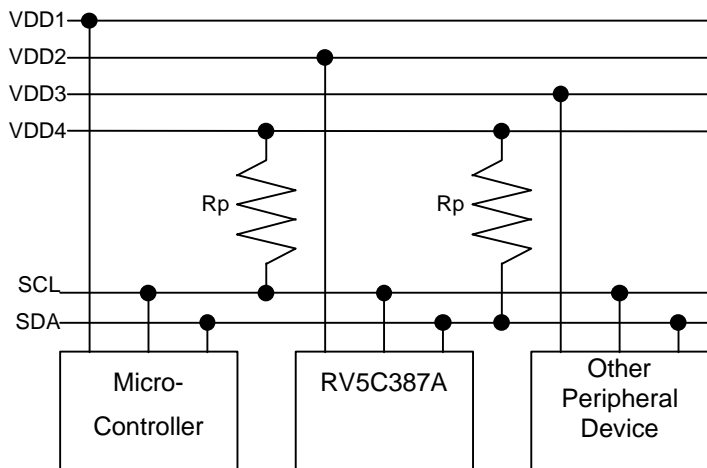 VDD1
VDD2
VDD3
VDD4
Rp
Rp
SCL
SDA
Micro-
Controller
RV5C387A
Other
Peripheral
Device